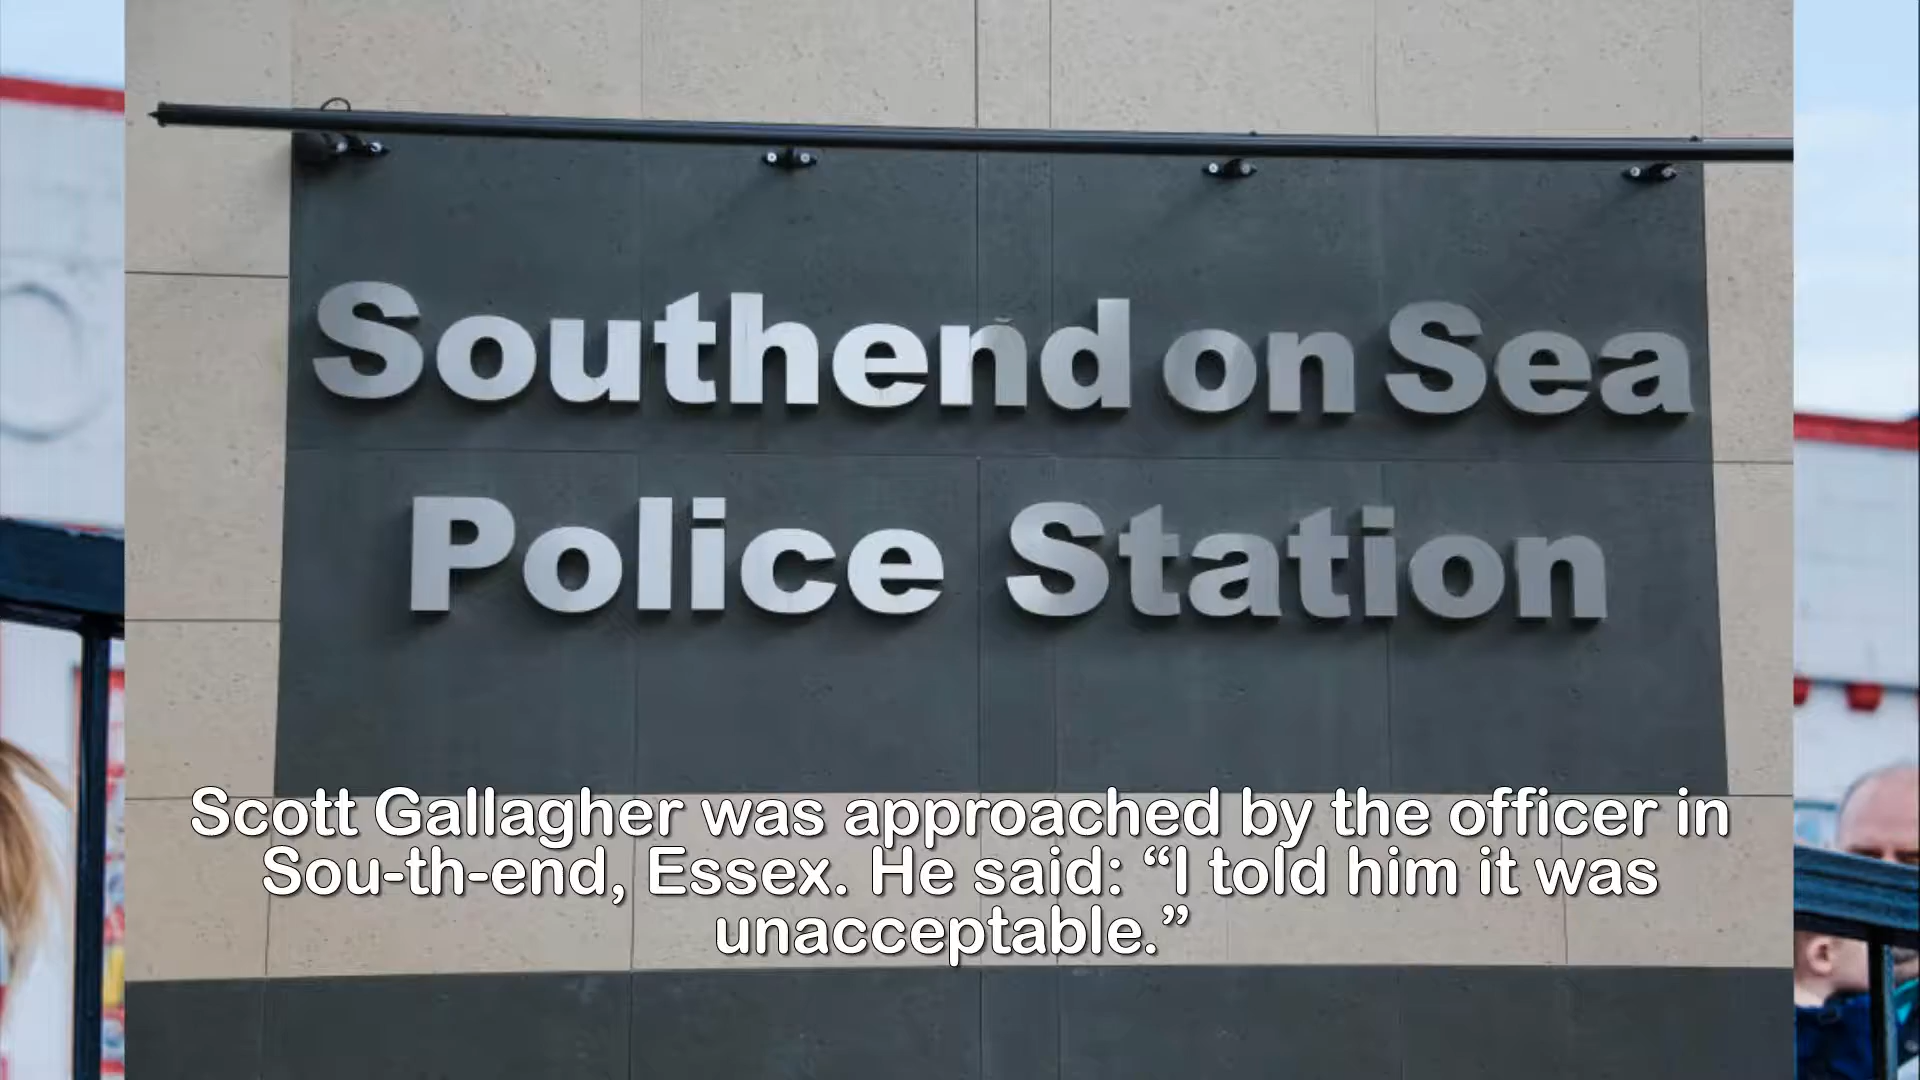 Southend on Sea
Police Station
Scott Gallagher was approached by the officer in
Sou-th-end, Essex. He said: “I told him it was
unacceptable.”